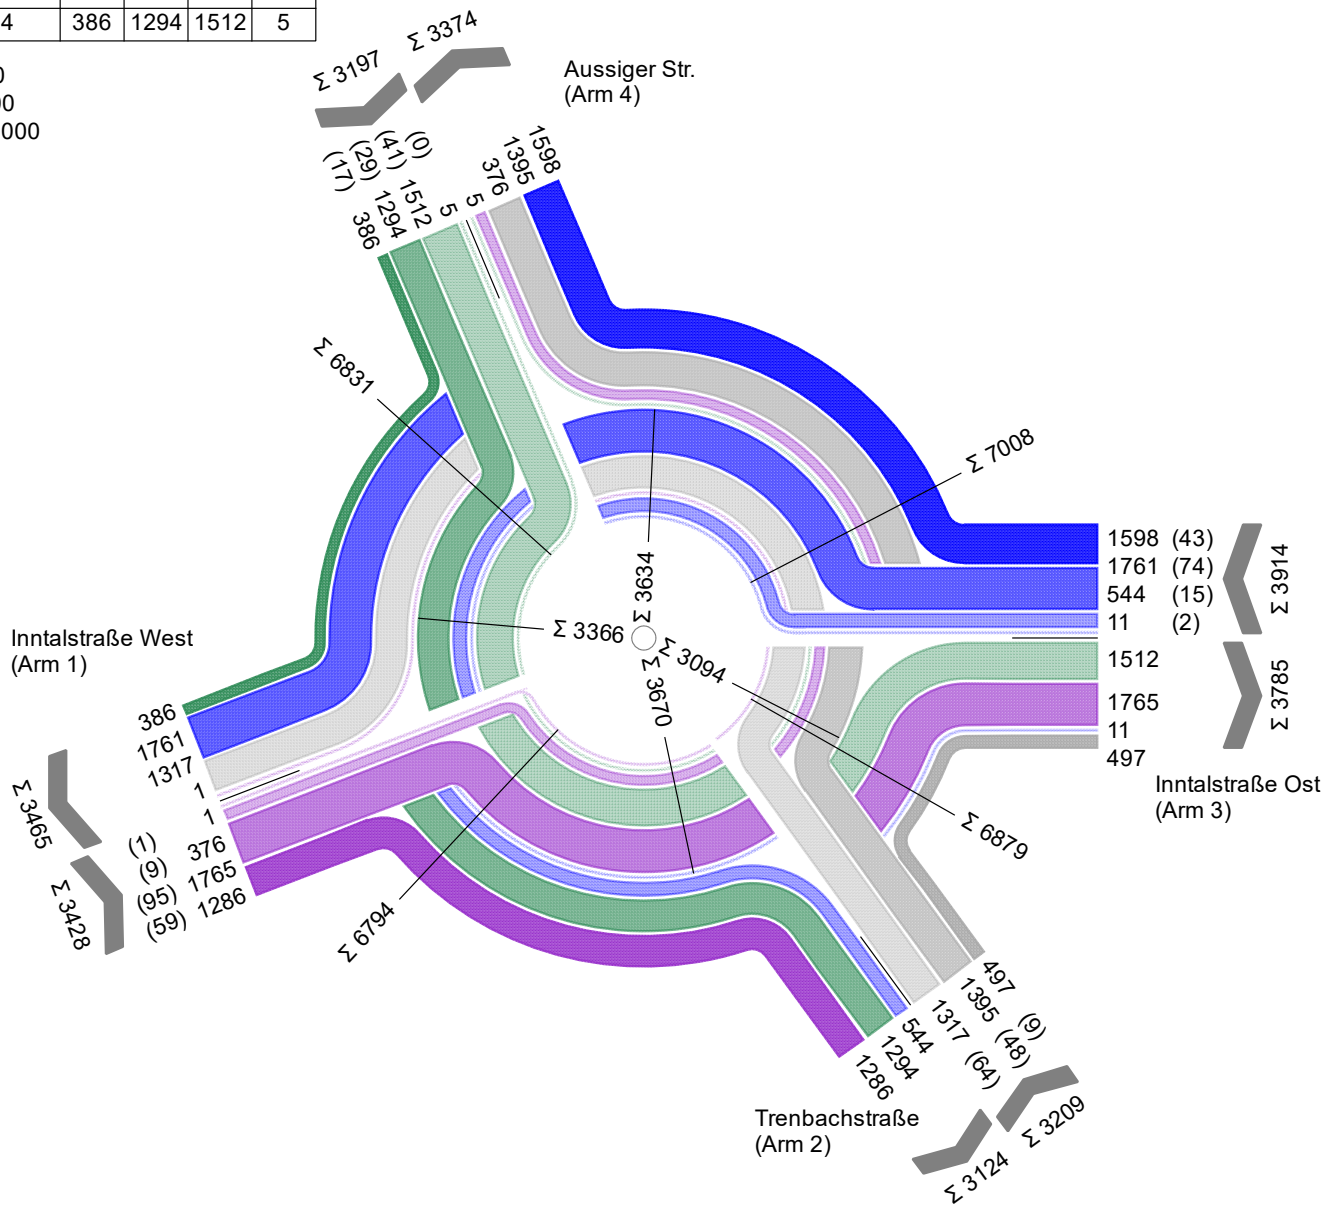 4 386 1294 1512 5
0
00
000
Σ 3197
Σ 3374
Aussiger Str.
(Arm 4)
(17)
(29)
(41)
(0)
386
1294
1512
5
5
376
1395
1598
Σ 6831
Σ 7008
Σ 3634
Σ 3366
Σ 3094
Σ 3670
1598 (43)
1761 (74)
544 (15)
11 (2)
Σ 3914
1512
1765
11
497
Σ 3785
Inntalstraße Ost
(Arm 3)
Inntalstraße West
(Arm 1)
386
1761
1317
1
Σ 3465
1
(1) 376
(9) 1765
(95) 1286
(59)
Σ 3428
Σ 6794
Σ 6879
497 (9)
1395 (48)
1317 (64)
544
1294
1286
Trenbachstraße
(Arm 2)
Σ 3209
Σ 3124